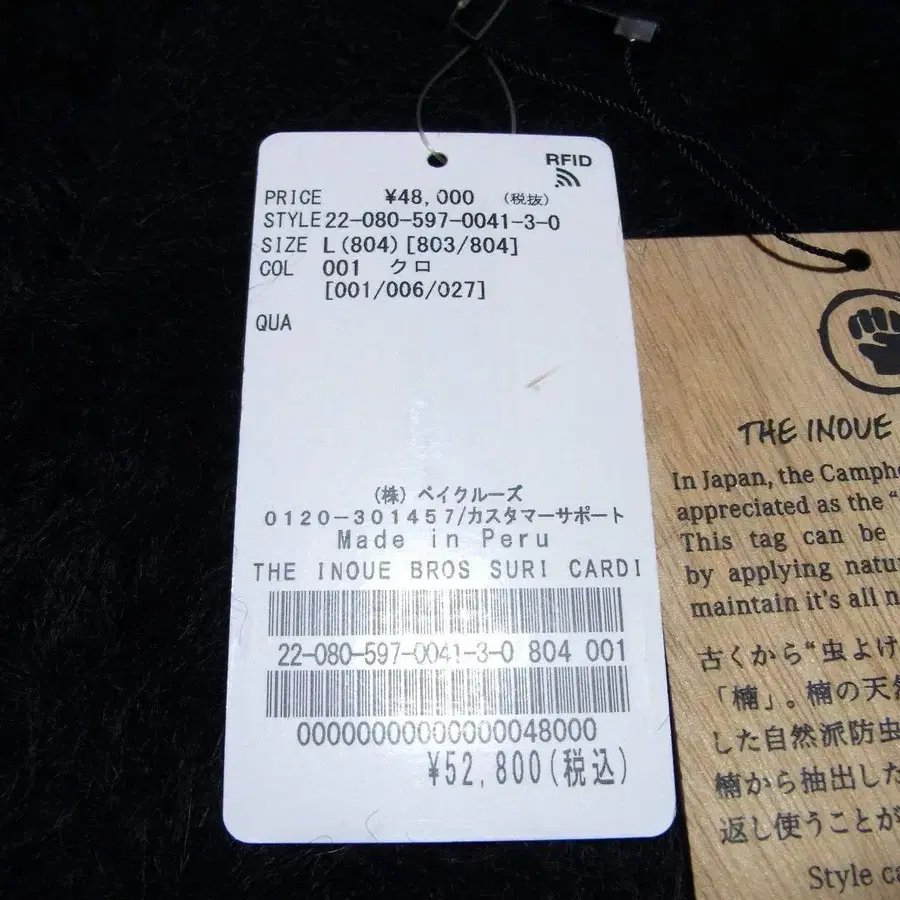 RFID
PRICE ¥48,000 (税抜)
STYLE 22-080-597-0041-3-0
SIZE L(804) [803/804]
COL 001 クロ
[001/006/027]
QUA
(株) ベイクルーズ
0120-301457/カスタマーサポート
Made in Peru
THE INOUE BROS SURI CARDI
22-080-597-0041-3-0 804 001
00000000000000048000
¥52,800(税込)
THE INOUE
In Japan, the Campho
appreciated as the “
This tag can be
by applying natu
maintain it's all n
古くから“虫よけ
「楠」。楠の天然
した自然派防虫
楠から抽出した
返し使うことが
Style ca